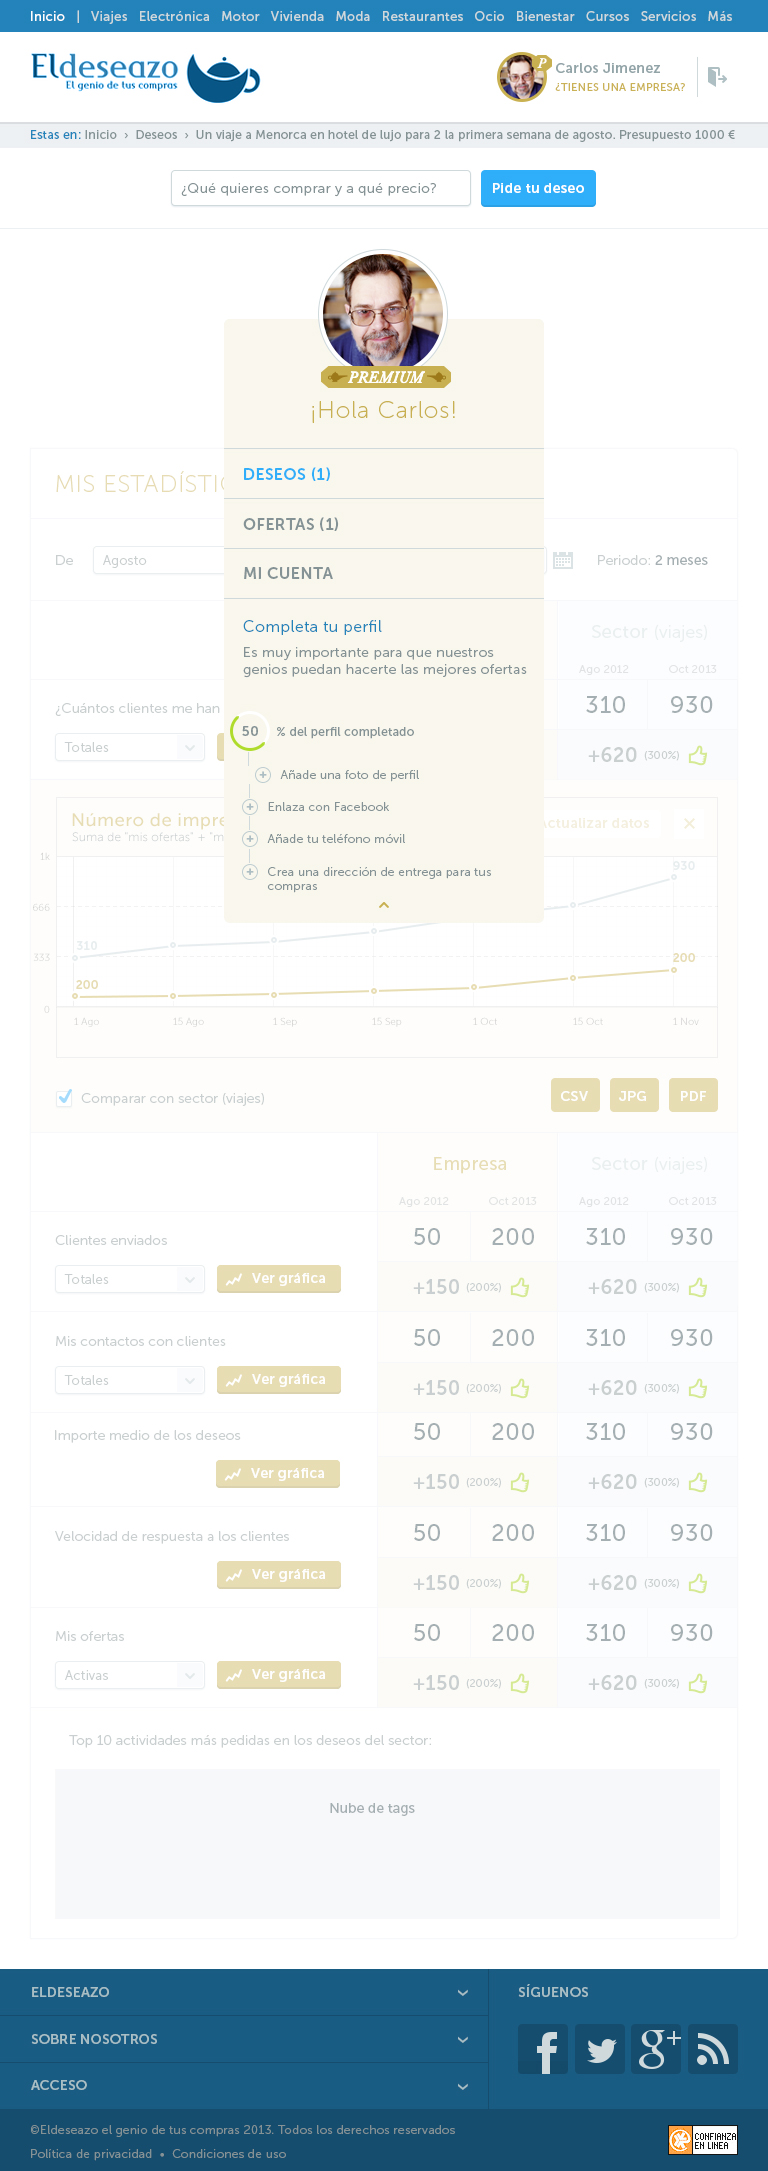 Inicio | Viajes Electrónica Motor Vivienda Moda Restaurantes Ocio Bienestar Cursos Servicios Más
Eldeseazo
El genio de tus compras
P
Carlos Jimenez
¿TIENES UNA EMPRESA?
Estas en: Inicio › Deseos › Un viaje a Menorca en hotel de lujo para 2 la primera semana de agosto. Presupuesto 1000 €
¿Qué quieres comprar y a qué precio?
Pide tu deseo
PREMIUM
¡Hola Carlos!
DESEOS (1)
OFERTAS (1)
MI CUENTA
Completa tu perfil
Es muy importante para que nuestros
genios puedan hacerte las mejores ofertas
50 % del perfil completado
Añade una foto de perfil
Enlaza con Facebook
Añade tu teléfono móvil
Crea una dirección de entrega para tus
compras
MIS
De Agosto
Periodo: 2 meses
Sector (viajes)
Ago 2012 Oct 2013
¿Cuántos clientes me han
310 930
Totales
+620 (300%)
Número de
Suma de "mis ofertas" + "m
Actualizar datos
1k
666
333
0
310
930
200
200
1 Ago 15 Ago 1 Sep 15 Sep 1 Oct 15 Oct 1 Nov
Comparar con sector (viajes)
CSV JPG PDF
Empresa Sector (viajes)
Ago 2012 Oct 2013 Ago 2012 Oct 2013
Clientes enviados 50 200 310 930
Totales Ver gráfica +150 (200%) +620 (300%)
Mis contactos con clientes 50 200 310 930
Totales Ver gráfica +150 (200%) +620 (300%)
Importe medio de los deseos 50 200 310 930
Ver gráfica +150 (200%) +620 (300%)
Velocidad de respuesta a los clientes 50 200 310 930
Ver gráfica +150 (200%) +620 (300%)
Mis ofertas 50 200 310 930
Activas Ver gráfica +150 (200%) +620 (300%)
Top 10 actividades más pedidas en los deseos del sector:
Nube de tags
ELDESEAZO
SOBRE NOSOTROS
ACCESO
SÍGUENOS
©Eldeseazo el genio de tus compras 2013. Todos los derechos reservados
Política de privacidad • Condiciones de uso
CONFIANZA
EN LINEA